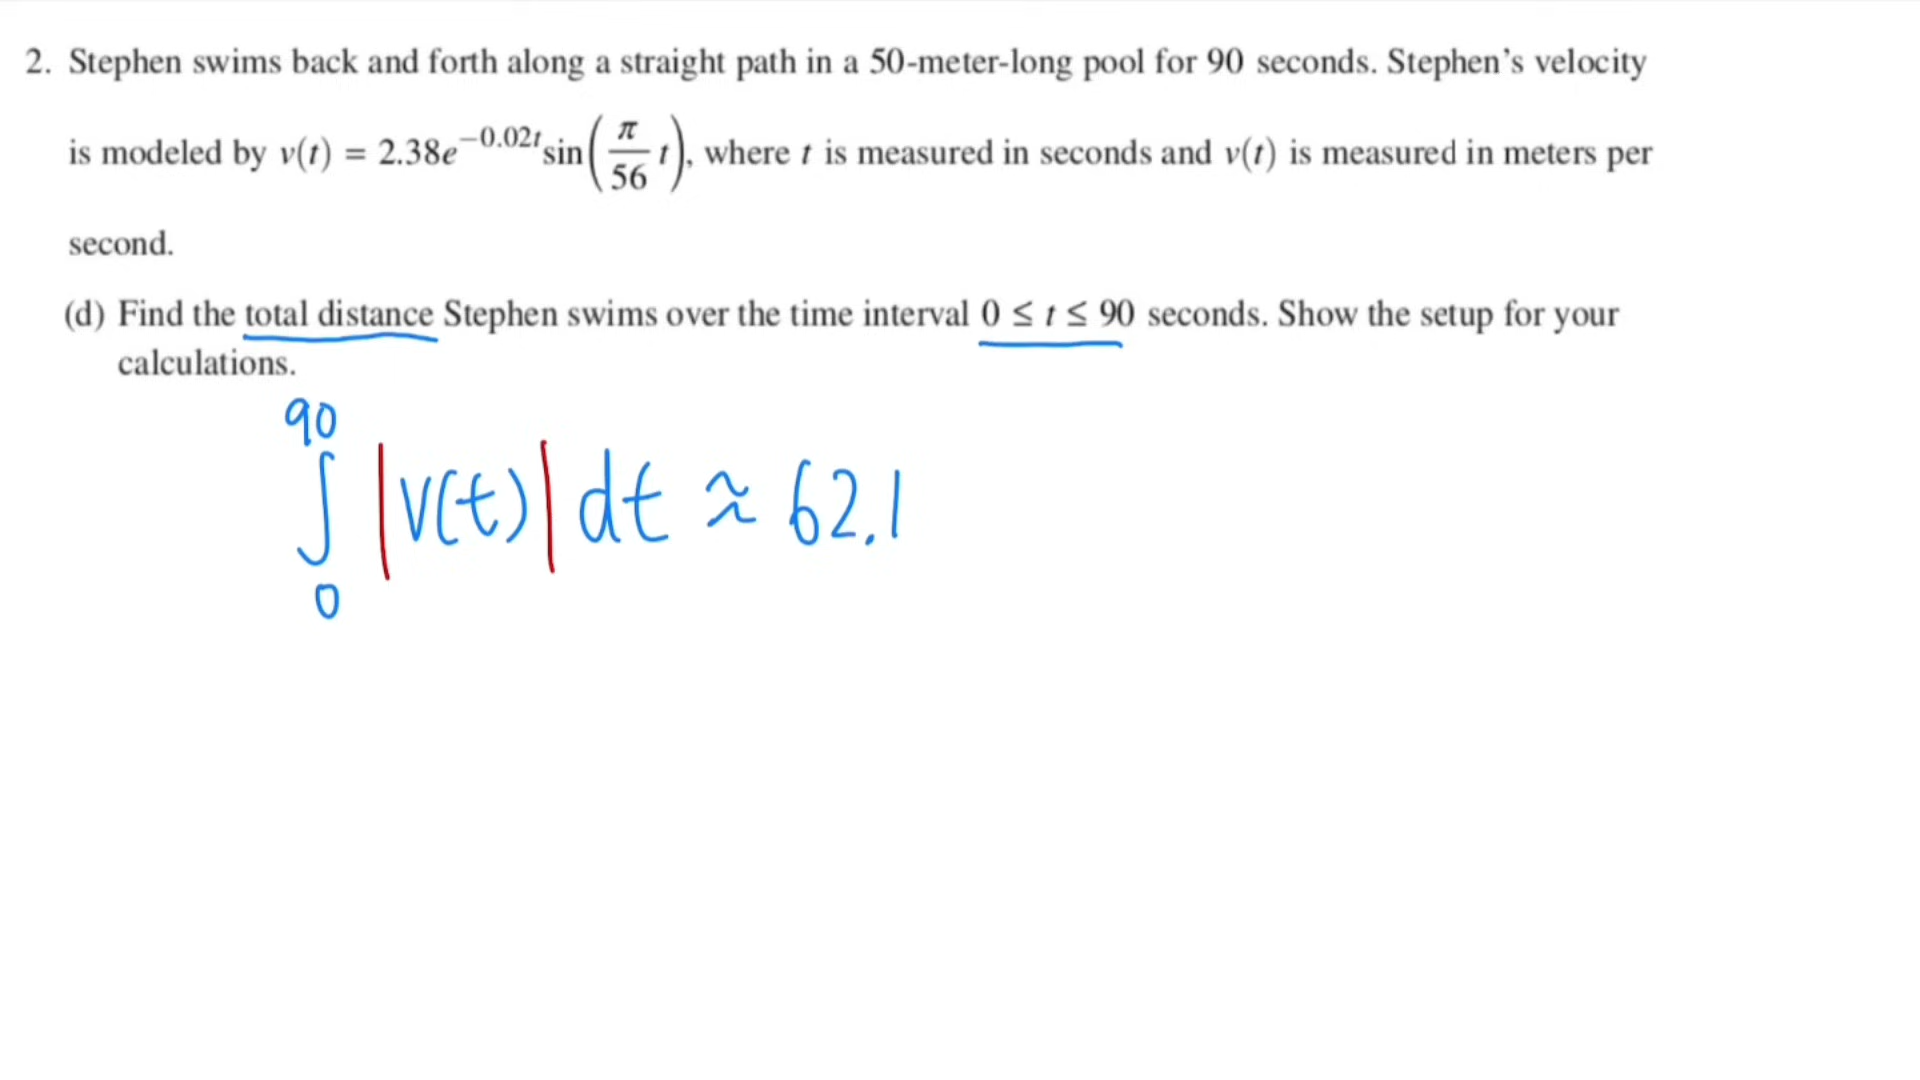 2. Stephen swims back and forth along a straight path in a 50-meter-long pool for 90 seconds. Stephen's velocity
is modeled by v(t) = 2.38e^{-0.02t} sin(π/56 t), where t is measured in seconds and v(t) is measured in meters per
second.
(d) Find the total distance Stephen swims over the time interval 0 ≤ t ≤ 90 seconds. Show the setup for your
calculations.
∫_0^{90} |v(t)| dt ≈ 62.1